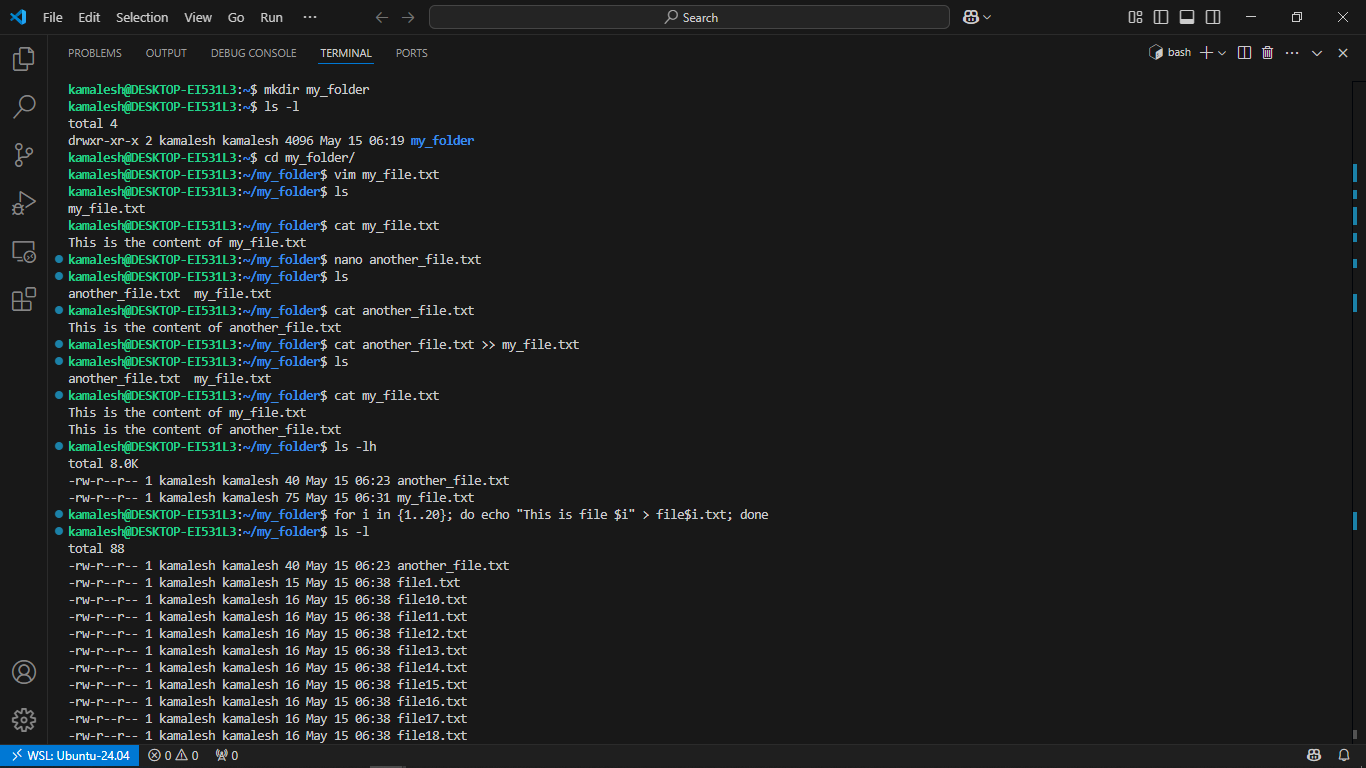 File Edit Selection View Go Run ··· Search
PROBLEMS OUTPUT DEBUG CONSOLE TERMINAL PORTS bash
kamalesh@DESKTOP-EI531L3:~$ mkdir my_folder
kamalesh@DESKTOP-EI531L3:~$ ls -l
total 4
drwxr-xr-x 2 kamalesh kamalesh 4096 May 15 06:19 my_folder
kamalesh@DESKTOP-EI531L3:~$ cd my_folder/
kamalesh@DESKTOP-EI531L3:~/my_folder$ vim my_file.txt
kamalesh@DESKTOP-EI531L3:~/my_folder$ ls
my_file.txt
kamalesh@DESKTOP-EI531L3:~/my_folder$ cat my_file.txt
This is the content of my_file.txt
kamalesh@DESKTOP-EI531L3:~/my_folder$ nano another_file.txt
kamalesh@DESKTOP-EI531L3:~/my_folder$ ls
another_file.txt  my_file.txt
kamalesh@DESKTOP-EI531L3:~/my_folder$ cat another_file.txt
This is the content of another_file.txt
kamalesh@DESKTOP-EI531L3:~/my_folder$ cat another_file.txt >> my_file.txt
kamalesh@DESKTOP-EI531L3:~/my_folder$ ls
another_file.txt  my_file.txt
kamalesh@DESKTOP-EI531L3:~/my_folder$ cat my_file.txt
This is the content of my_file.txt
This is the content of another_file.txt
kamalesh@DESKTOP-EI531L3:~/my_folder$ ls -lh
total 8.0K
-rw-r--r-- 1 kamalesh kamalesh 40 May 15 06:23 another_file.txt
-rw-r--r-- 1 kamalesh kamalesh 75 May 15 06:31 my_file.txt
kamalesh@DESKTOP-EI531L3:~/my_folder$ for i in {1..20}; do echo "This is file $i" > file$i.txt; done
kamalesh@DESKTOP-EI531L3:~/my_folder$ ls -l
total 88
-rw-r--r-- 1 kamalesh kamalesh 40 May 15 06:23 another_file.txt
-rw-r--r-- 1 kamalesh kamalesh 15 May 15 06:38 file1.txt
-rw-r--r-- 1 kamalesh kamalesh 16 May 15 06:38 file10.txt
-rw-r--r-- 1 kamalesh kamalesh 16 May 15 06:38 file11.txt
-rw-r--r-- 1 kamalesh kamalesh 16 May 15 06:38 file12.txt
-rw-r--r-- 1 kamalesh kamalesh 16 May 15 06:38 file13.txt
-rw-r--r-- 1 kamalesh kamalesh 16 May 15 06:38 file14.txt
-rw-r--r-- 1 kamalesh kamalesh 16 May 15 06:38 file15.txt
-rw-r--r-- 1 kamalesh kamalesh 16 May 15 06:38 file16.txt
-rw-r--r-- 1 kamalesh kamalesh 16 May 15 06:38 file17.txt
-rw-r--r-- 1 kamalesh kamalesh 16 May 15 06:38 file18.txt
WSL: Ubuntu-24.04 0 0 0